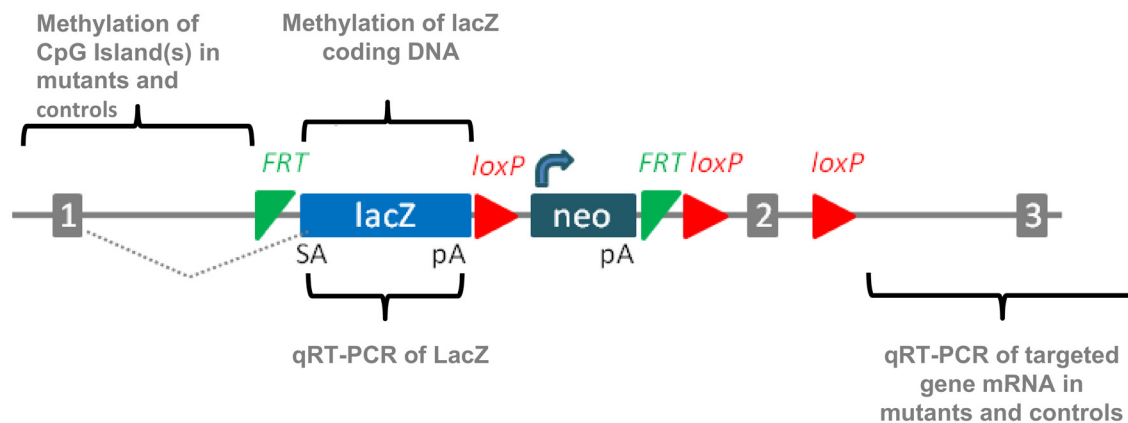 Methylation of
CpG Island(s) in
mutants and
controls
Methylation of lacZ
coding DNA
FRT
loxP
FRT
loxP
loxP
1
lacZ
neo
2
3
SA
pA
pA
qRT-PCR of LacZ
qRT-PCR of targeted
gene mRNA in
mutants and controls